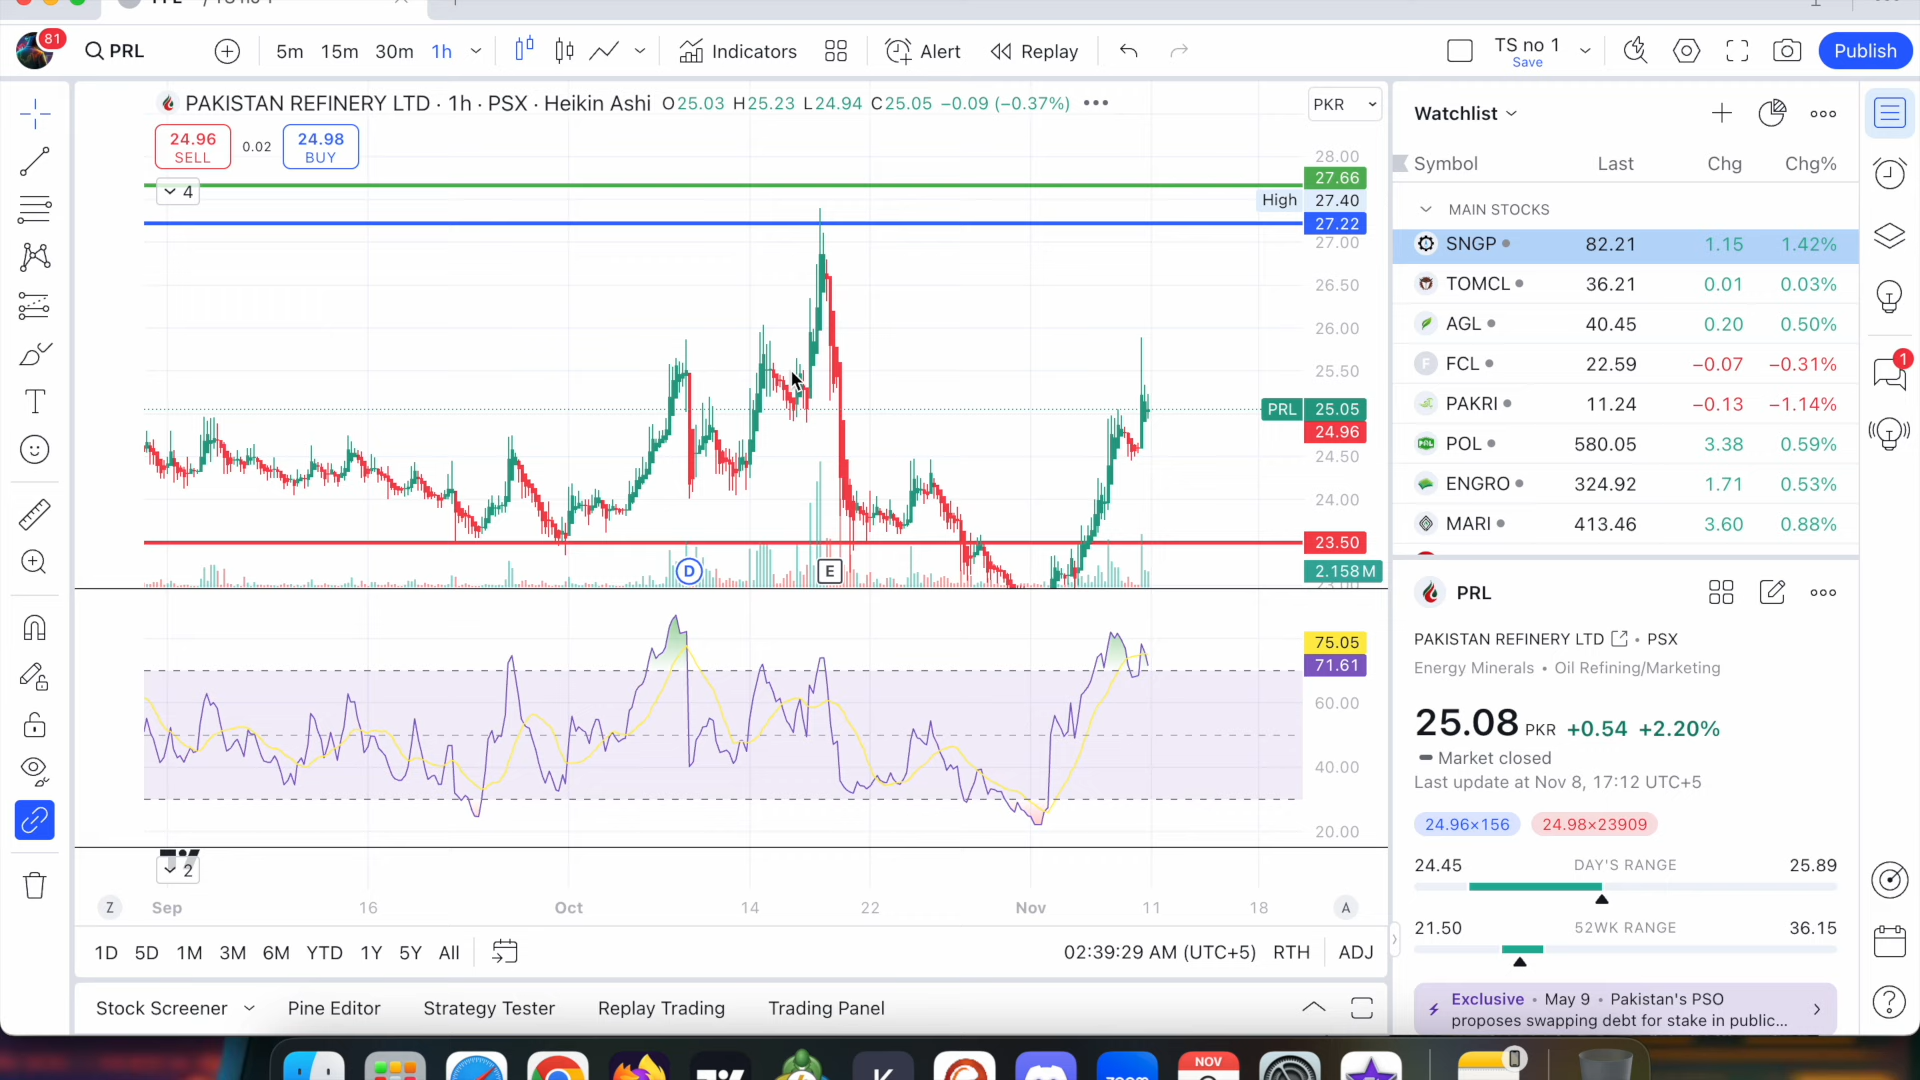 81
PRL
5m 15m 30m 1h
Indicators
Alert
Replay
TS no 1
Save
Publish
PAKISTAN REFINERY LTD · 1h · PSX · Heikin Ashi O25.03 H25.23 L24.94 C25.05 −0.09 (−0.37%)
PKR
24.96
SELL
0.02
24.98
BUY
4
28.00
27.66
High 27.40
27.22
27.00
26.50
26.00
25.50
PRL 25.05
24.96
24.50
24.00
23.50
2.158M
D
E
75.05
71.61
60.00
40.00
20.00
2
Z
Sep 16 Oct 14 22 Nov 11 18
A
1D 5D 1M 3M 6M YTD 1Y 5Y All
02:39:29 AM (UTC+5) RTH ADJ
Stock Screener Pine Editor Strategy Tester Replay Trading Trading Panel
Watchlist
Symbol Last Chg Chg%
MAIN STOCKS
SNGP 82.21 1.15 1.42%
TOMCL 36.21 0.01 0.03%
AGL 40.45 0.20 0.50%
F FCL 22.59 −0.07 −0.31%
PAKRI 11.24 −0.13 −1.14%
POL 580.05 3.38 0.59%
ENGRO 324.92 1.71 0.53%
MARI 413.46 3.60 0.88%
PRL
PAKISTAN REFINERY LTD • PSX
Energy Minerals • Oil Refining/Marketing
25.08 PKR +0.54 +2.20%
Market closed
Last update at Nov 8, 17:12 UTC+5
24.96×156 24.98×23909
24.45 DAY'S RANGE 25.89
21.50 52WK RANGE 36.15
Exclusive • May 9 • Pakistan's PSO
proposes swapping debt for stake in public...
1
NOV
zoom